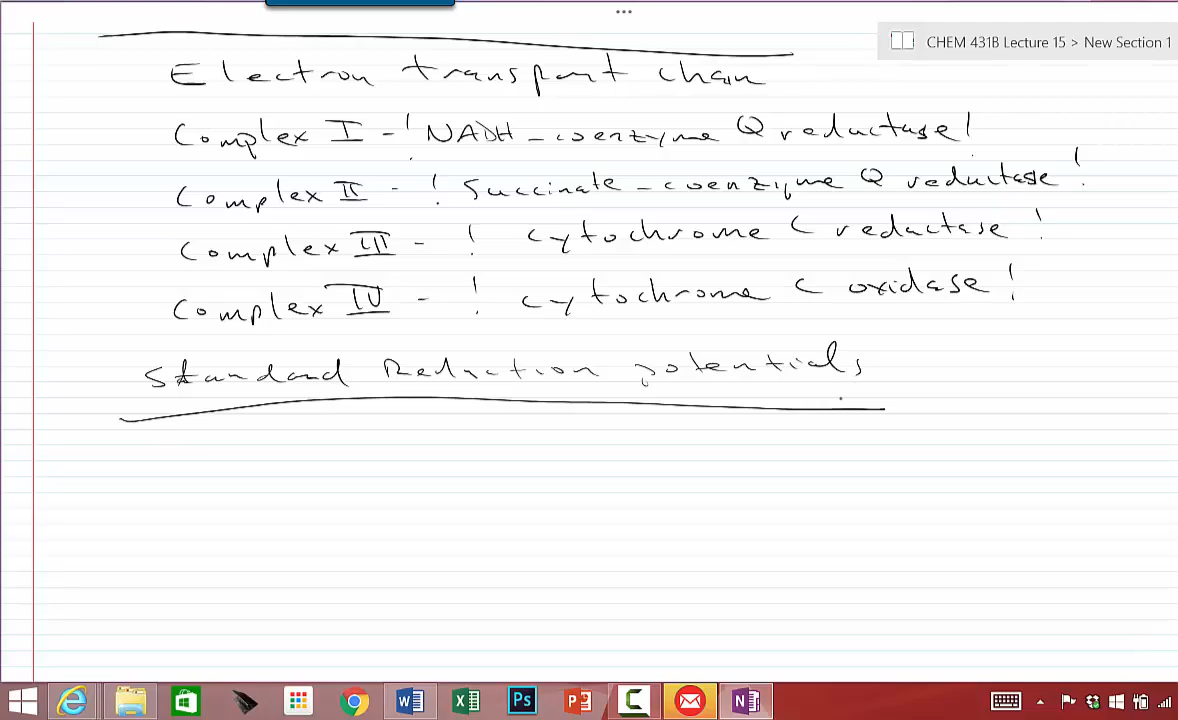 CHEM 431B Lecture 15 > New Section 1
Electron transport chain
Complex I - ! NADH - coenzyme Q reductase !
Complex II - ! Succinate - coenzyme Q reductase !
Complex III - ! cytochrome C reductase !
Complex IV - ! cytochrome C oxidase !
Standard Reduction potentials